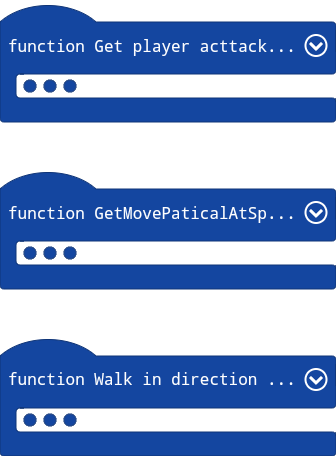 function Get player acttack...
function GetMovePaticalAtSp...
function Walk in direction ...